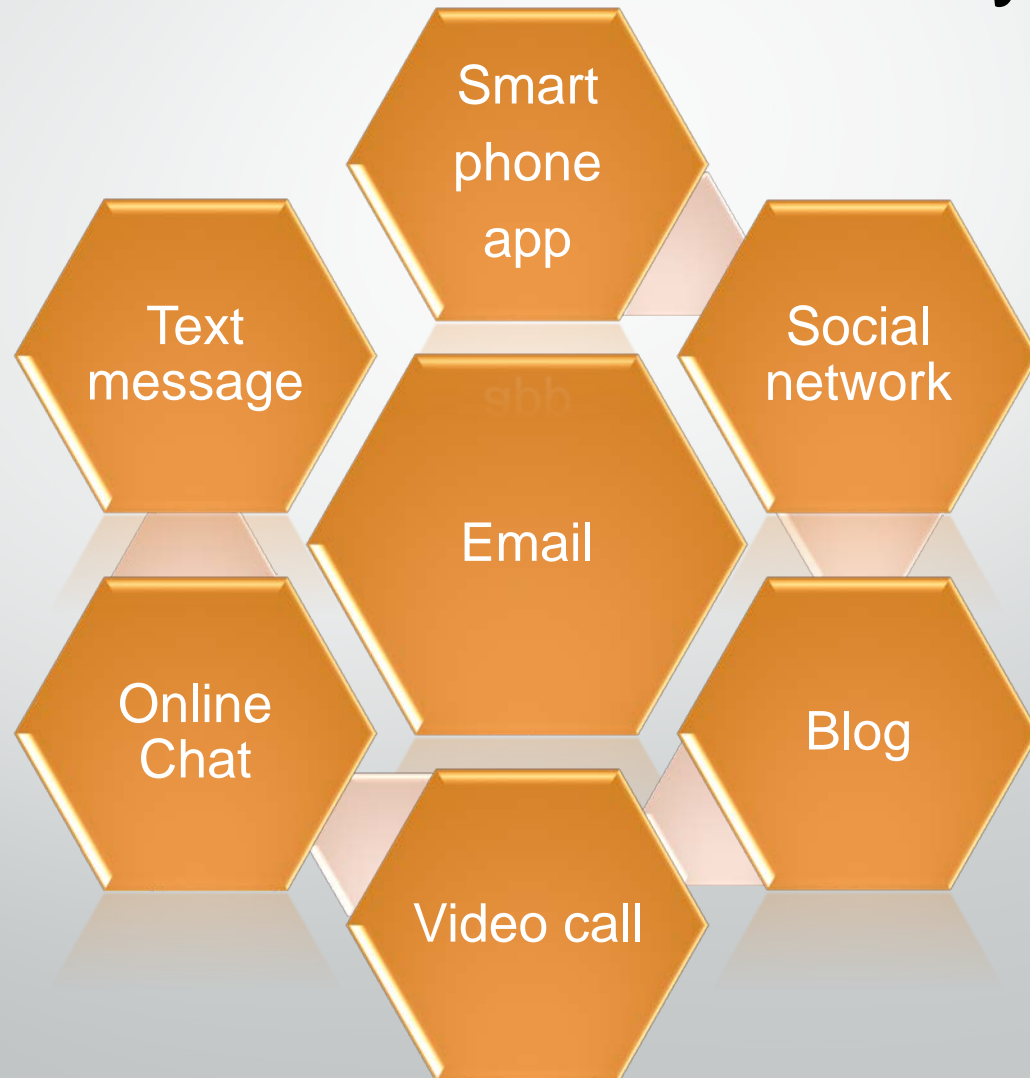 Smart
phone
app
Text
message
Social
network
Email
Online
Chat
Blog
Video call